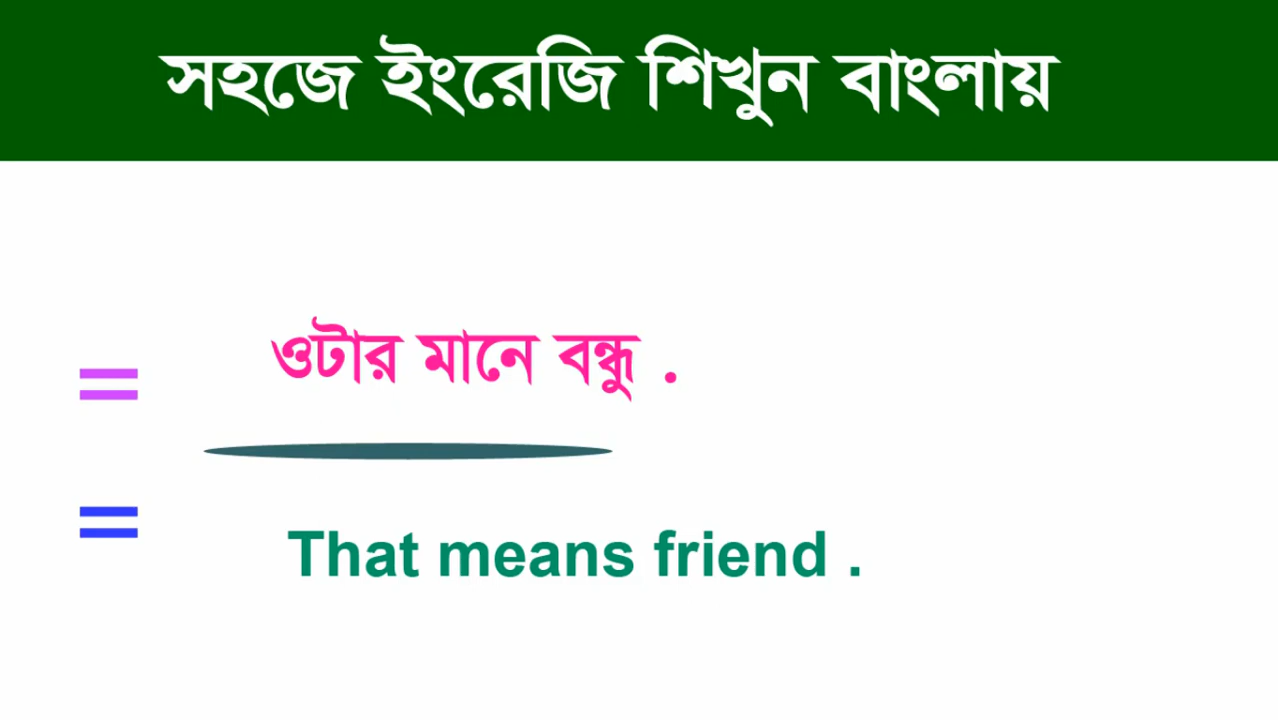 সহজে ইংরেজি শিখুন বাংলায়
= ওটার মানে বন্ধু .
= That means friend .